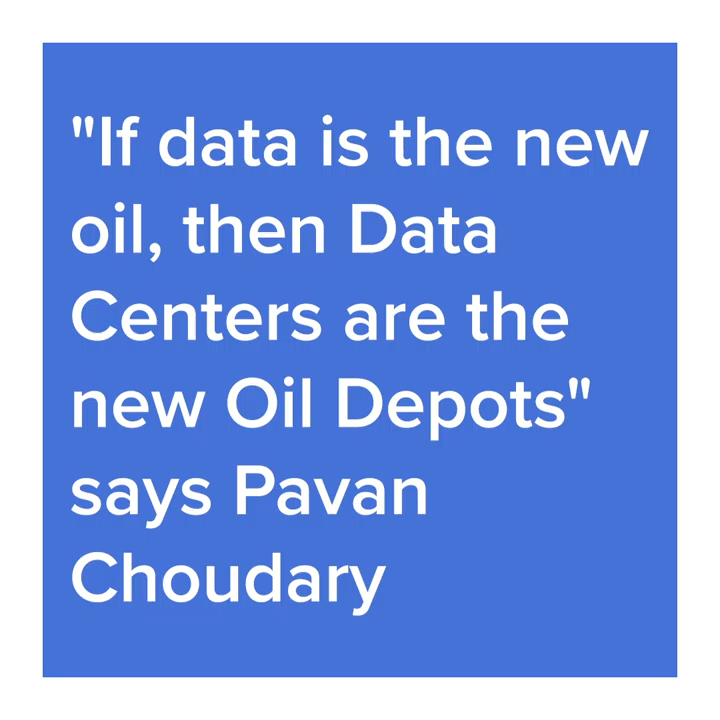 "If data is the new
oil, then Data
Centers are the
new Oil Depots"
says Pavan
Choudary